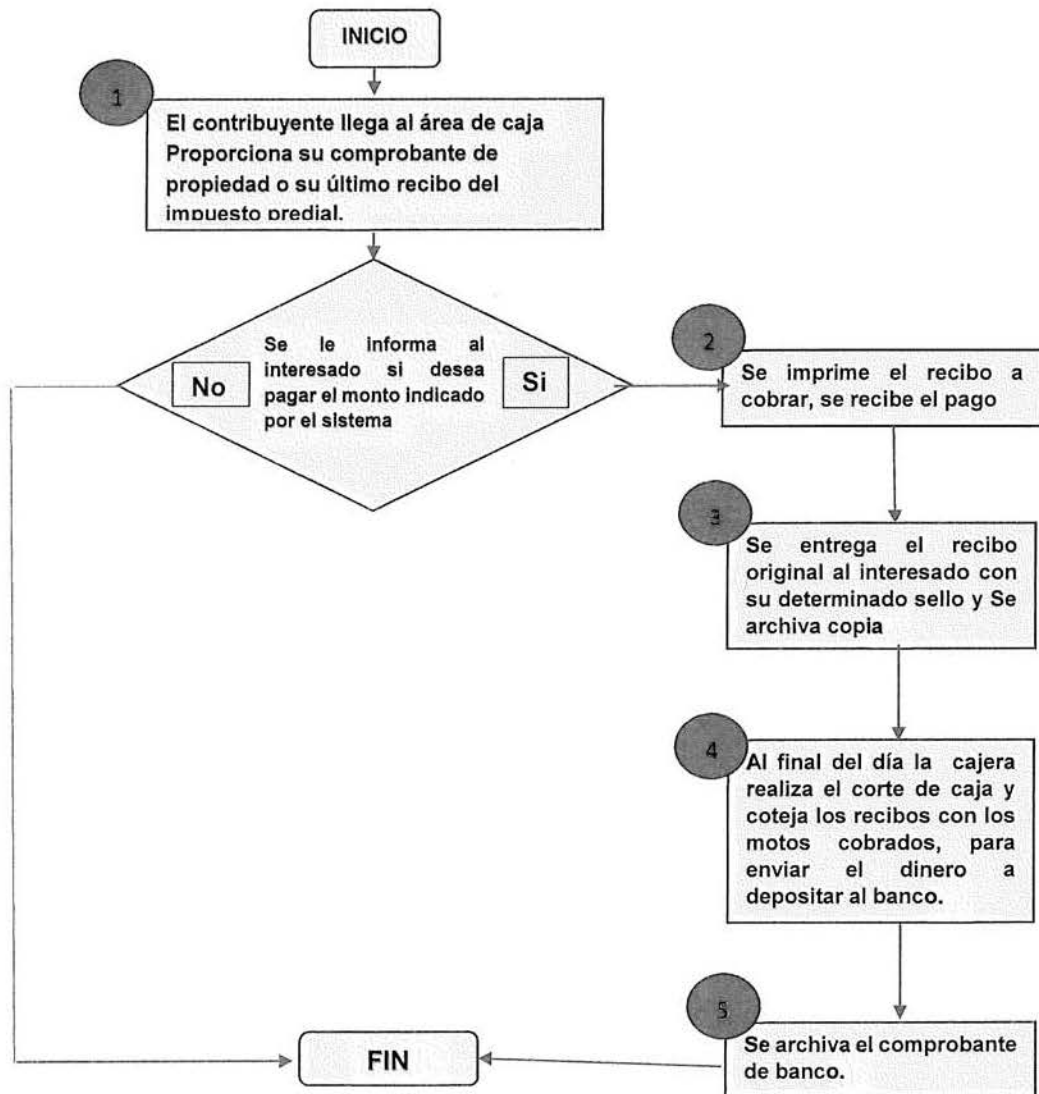 INICIO
1
El contribuyente llega al área de caja
Proporciona su comprobante de
propiedad o su último recibo del
impuesto predial.
Se le informa al
interesado si desea
pagar el monto indicado
por el sistema
No
Si
2
Se imprime el recibo a
cobrar, se recibe el pago
3
Se entrega el recibo
original al interesado con
su determinado sello y Se
archiva copia
4
Al final del día la cajera
realiza el corte de caja y
coteja los recibos con los
motos cobrados, para
enviar el dinero a
depositar al banco.
5
Se archiva el comprobante
de banco.
FIN